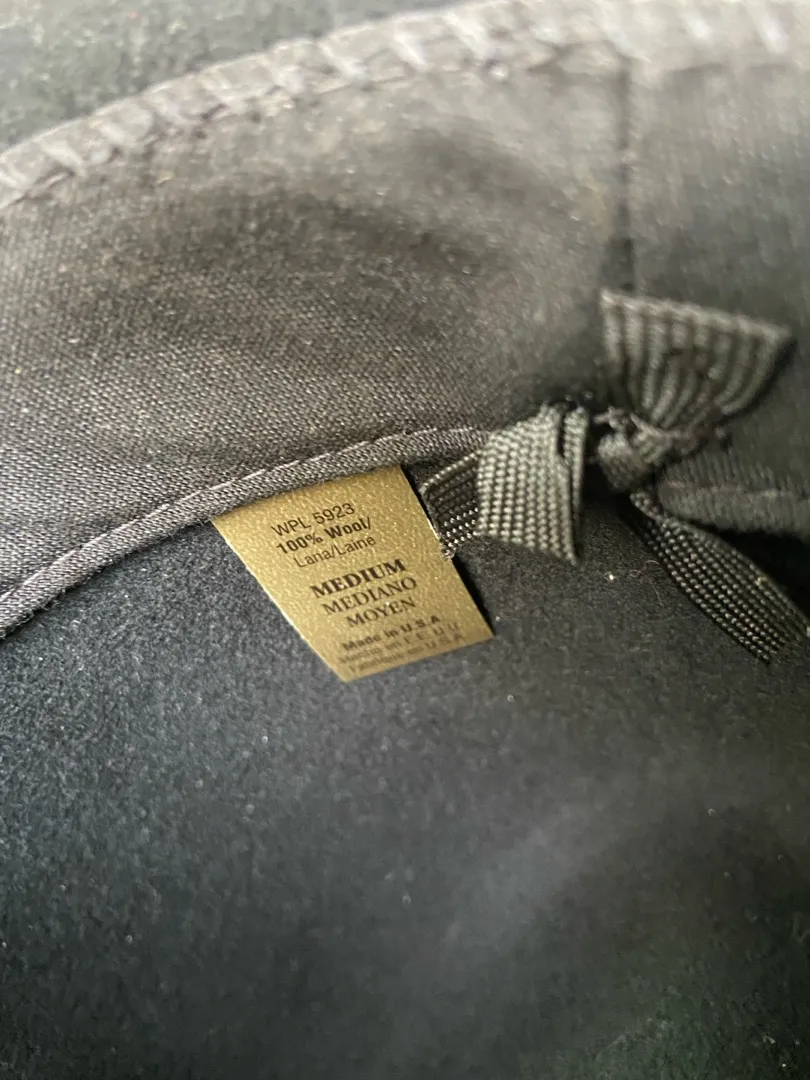 WPL 5923
100% Wool/
Lana/Laine
MEDIUM
MEDIANO
MOYEN
Made in U.S.A